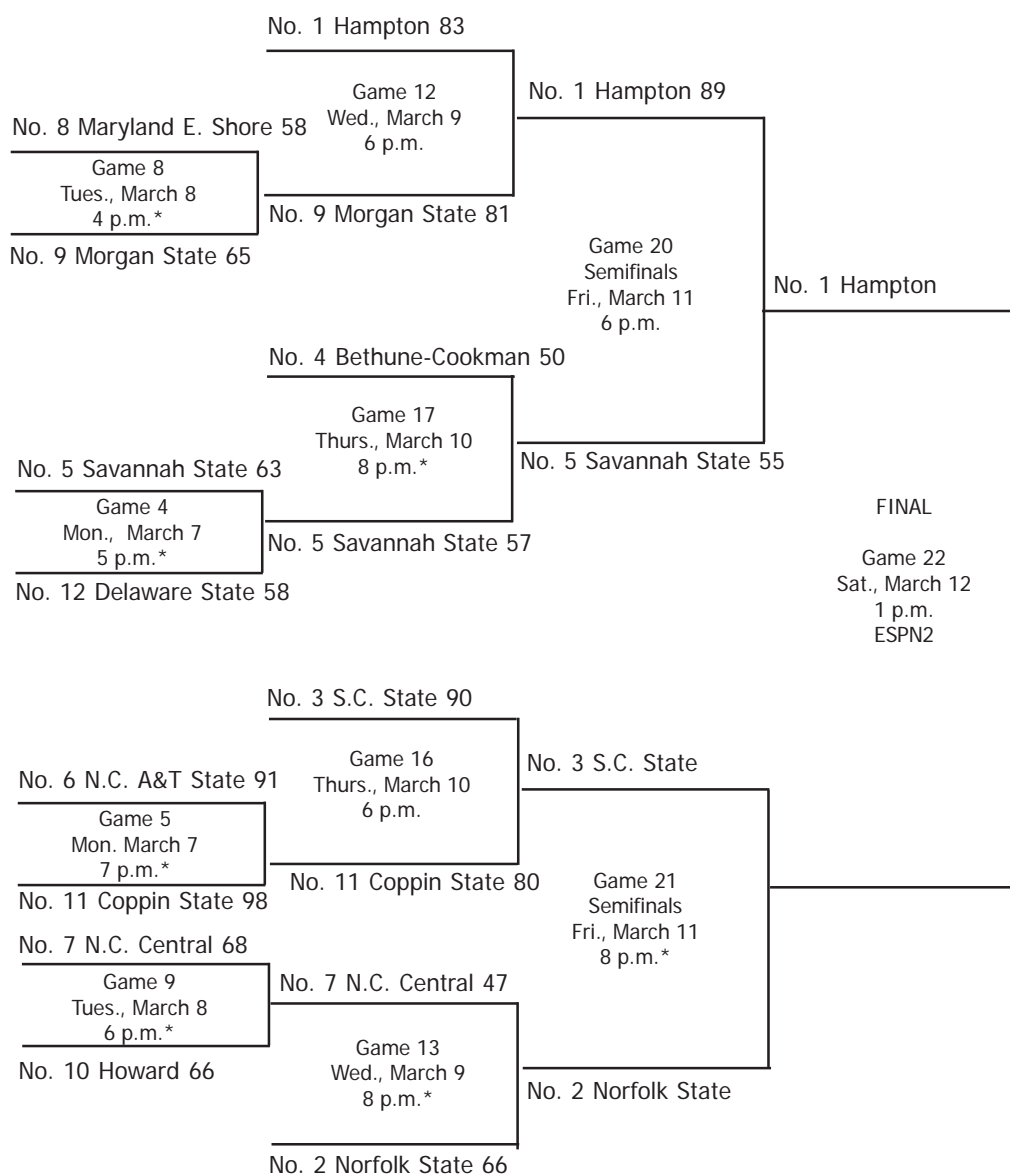 No. 1 Hampton 83
Game 12
Wed., March 9
6 p.m.
No. 1 Hampton 89
No. 8 Maryland E. Shore 58
Game 8
Tues., March 8
4 p.m.*
No. 9 Morgan State 81
No. 9 Morgan State 65
Game 20
Semifinals
Fri., March 11
6 p.m.
No. 1 Hampton
No. 4 Bethune-Cookman 50
Game 17
Thurs., March 10
8 p.m.*
No. 5 Savannah State 55
No. 5 Savannah State 63
Game 4
Mon., March 7
5 p.m.*
No. 5 Savannah State 57
No. 12 Delaware State 58
FINAL
Game 22
Sat., March 12
1 p.m.
ESPN2
No. 3 S.C. State 90
Game 16
Thurs., March 10
6 p.m.
No. 3 S.C. State
No. 6 N.C. A&T State 91
Game 5
Mon. March 7
7 p.m.*
No. 11 Coppin State 80
No. 11 Coppin State 98
Game 21
Semifinals
Fri., March 11
8 p.m.*
No. 7 N.C. Central 68
Game 9
Tues., March 8
6 p.m.*
No. 7 N.C. Central 47
No. 10 Howard 66
Game 13
Wed., March 9
8 p.m.*
No. 2 Norfolk State
No. 2 Norfolk State 66